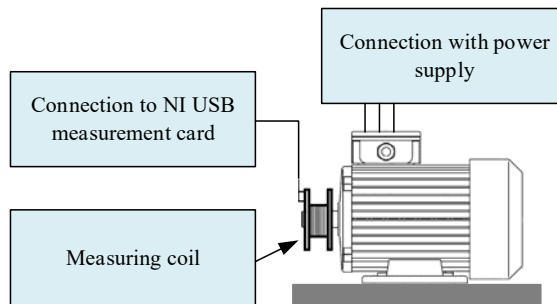 Connection with power
supply
Connection to NI USB
measurement card
Measuring coil